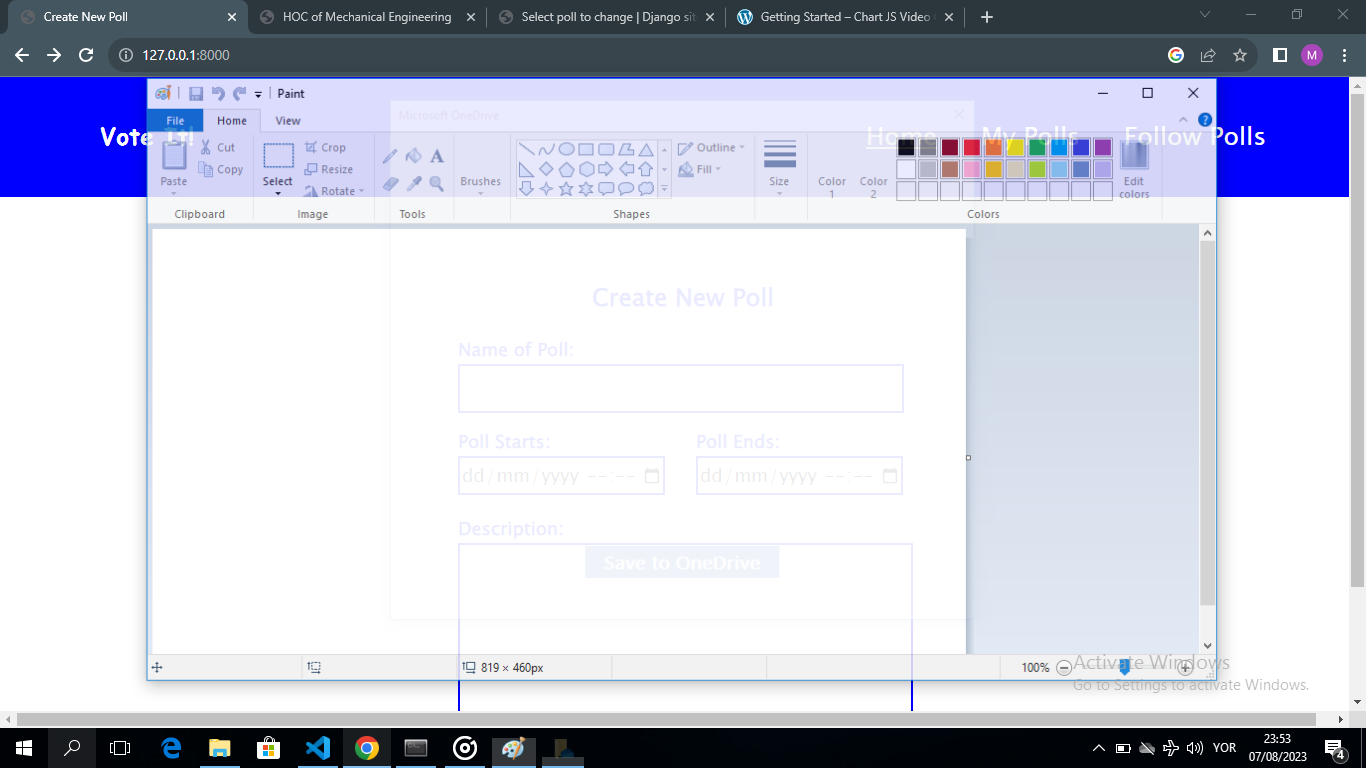 Create New Poll
HOC of Mechanical Engineering
Select poll to change | Django sit
Getting Started – Chart JS Video
127.0.0.1:8000
M
Paint
Microsoft OneDrive
File Home View
Vote It!
Home My Polls Follow Polls
Cut
Copy
Paste
Crop
Resize
Rotate
Select
A
Brushes
Outline
Fill
Size
Color 1
Color 2
Edit colors
Clipboard Image Tools Shapes Colors
Create New Poll
Name of Poll:
Poll Starts: Poll Ends:
dd/mm/yyyy --:-- dd/mm/yyyy --:--
Description:
Save to OneDrive
819 × 460px 100%
Activate Windows
Go to Settings to activate Windows.
YOR
23:53
07/08/2023
4